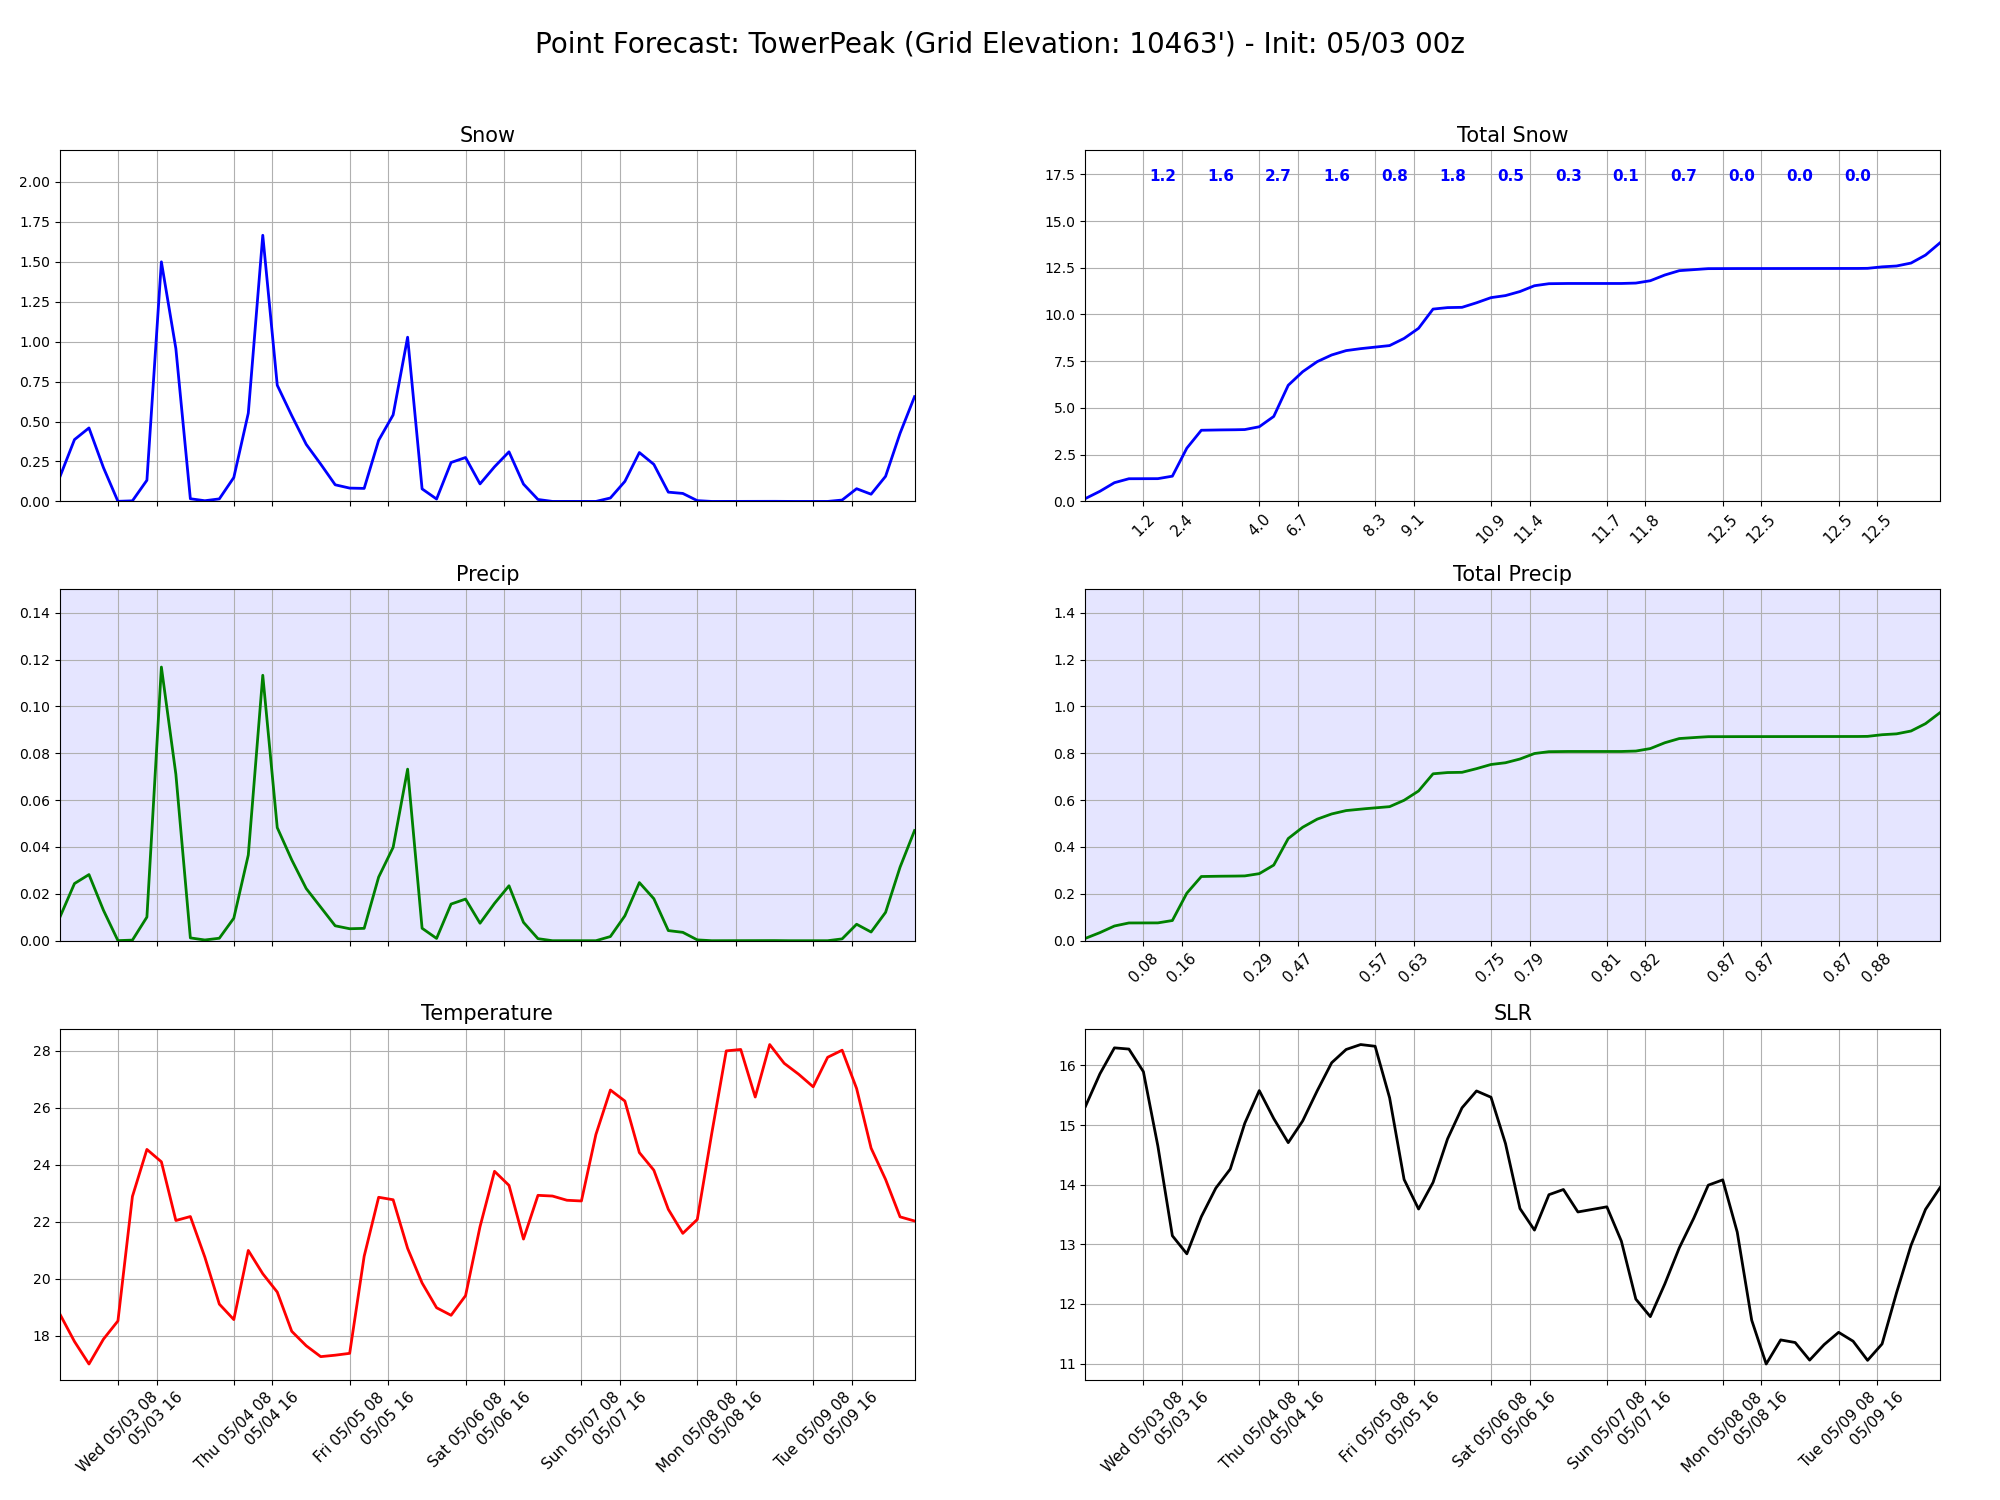 Point Forecast: TowerPeak (Grid Elevation: 10463') - Init: 05/03 00z
Snow
2.00
1.75
1.50
1.25
1.00
0.75
0.50
0.25
0.00
Total Snow
1.2 1.6 2.7 1.6 0.8 1.8 0.5 0.3 0.1 0.7 0.0 0.0 0.0
17.5
15.0
12.5
10.0
7.5
5.0
2.5
0.0
1.2 2.4 4.0 6.7 8.3 9.1 10.9 11.4 11.7 11.8 12.5 12.5 12.5 12.5
Precip
0.14
0.12
0.10
0.08
0.06
0.04
0.02
0.00
Total Precip
1.4
1.2
1.0
0.8
0.6
0.4
0.2
0.0
0.08 0.16 0.29 0.47 0.57 0.63 0.75 0.79 0.81 0.82 0.87 0.87 0.87 0.88
Temperature
28
26
24
22
20
18
Wed 05/03 08
05/03 16
Thu 05/04 08
05/04 16
Fri 05/05 08
05/05 16
Sat 05/06 08
05/06 16
Sun 05/07 08
05/07 16
Mon 05/08 08
05/08 16
Tue 05/09 08
05/09 16
SLR
16
15
14
13
12
11
Wed 05/03 08
05/03 16
Thu 05/04 08
05/04 16
Fri 05/05 08
05/05 16
Sat 05/06 08
05/06 16
Sun 05/07 08
05/07 16
Mon 05/08 08
05/08 16
Tue 05/09 08
05/09 16